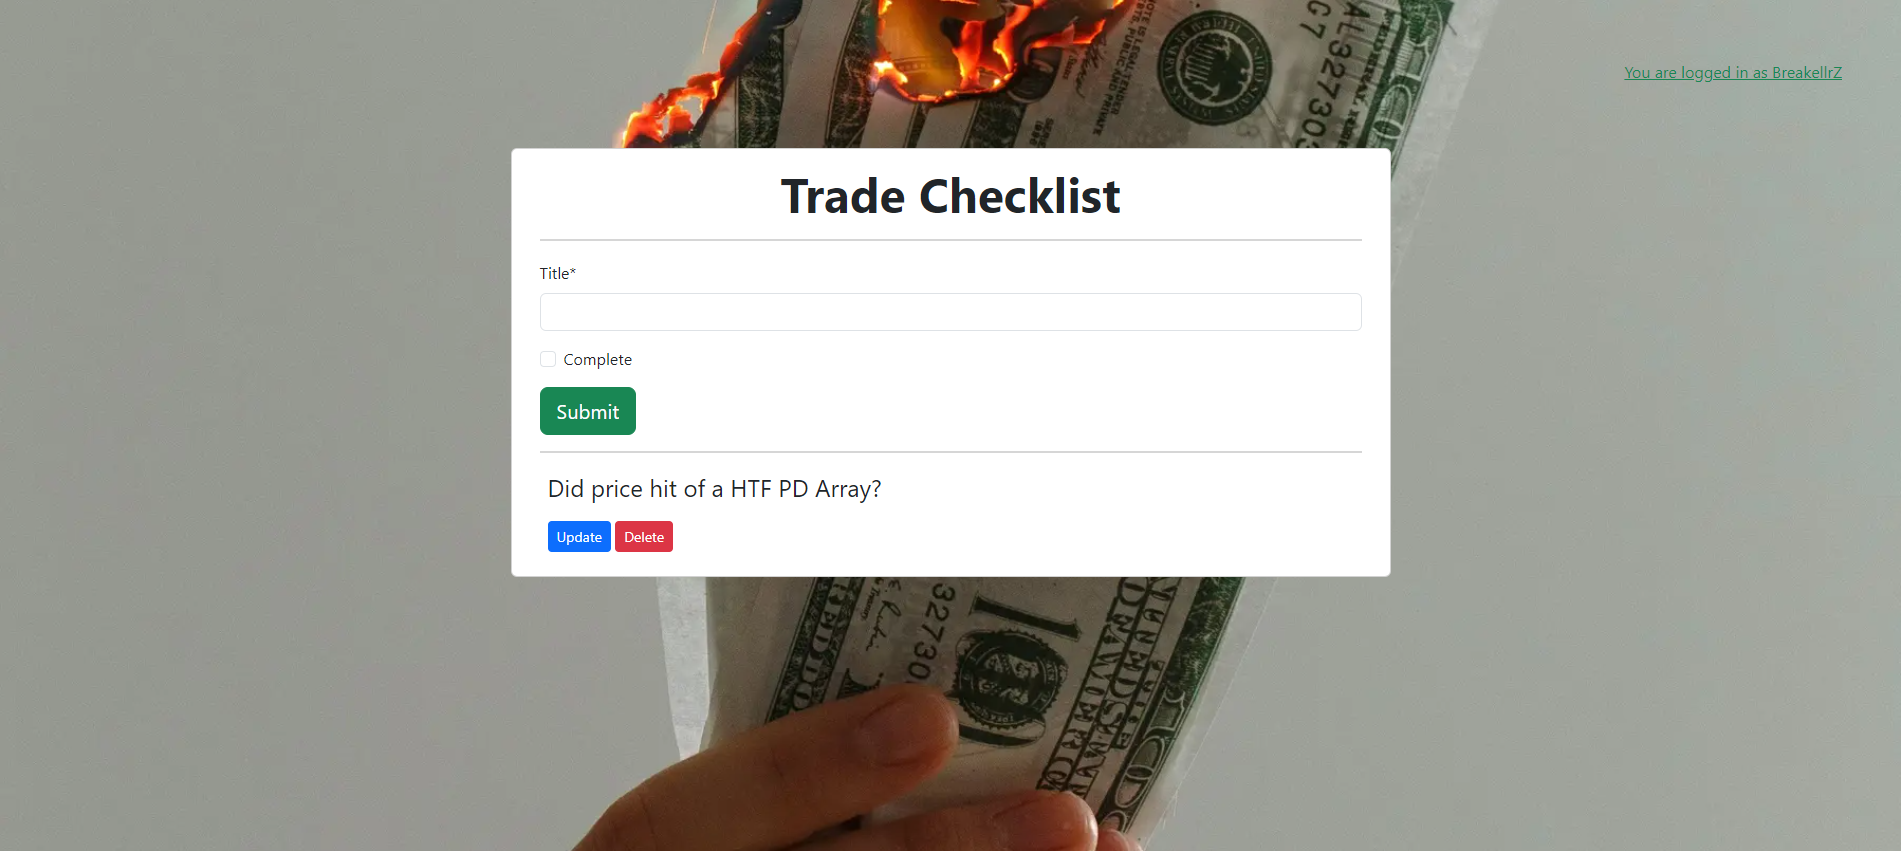 You are logged in as BreakellrZ
Trade Checklist
Title*
Complete
Submit
Did price hit of a HTF PD Array?
Update Delete
100